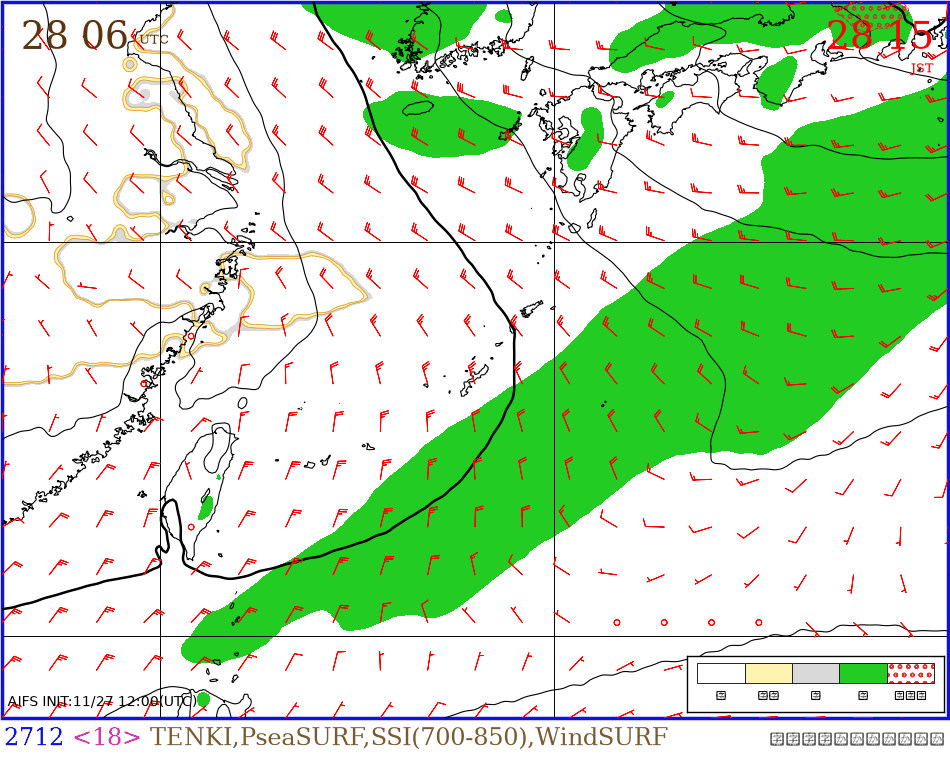 28 06 UTC
28 15 JST
AIFS INIT:11/27 12:00(UTC)
2712 <18> TENKI,PseaSURF,SSI(700-850),WindSURF